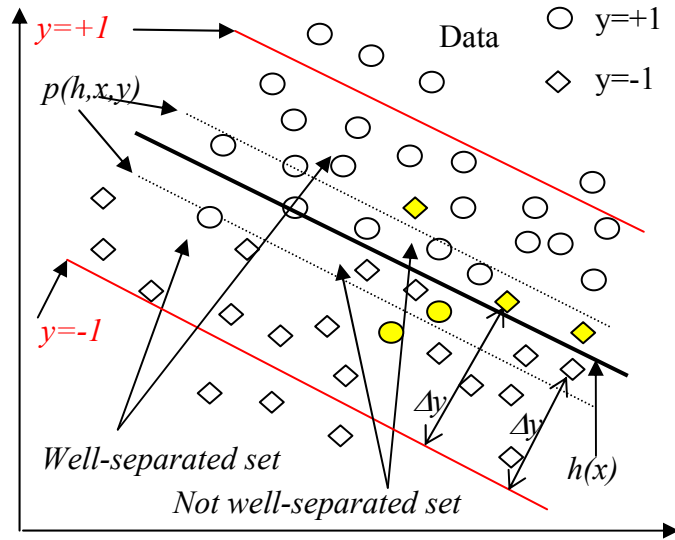 y=+1
Data
y=+1
y=-1
p(h,x,y)
y=-1
Δy
Δy
Well-separated set
h(x)
Not well-separated set